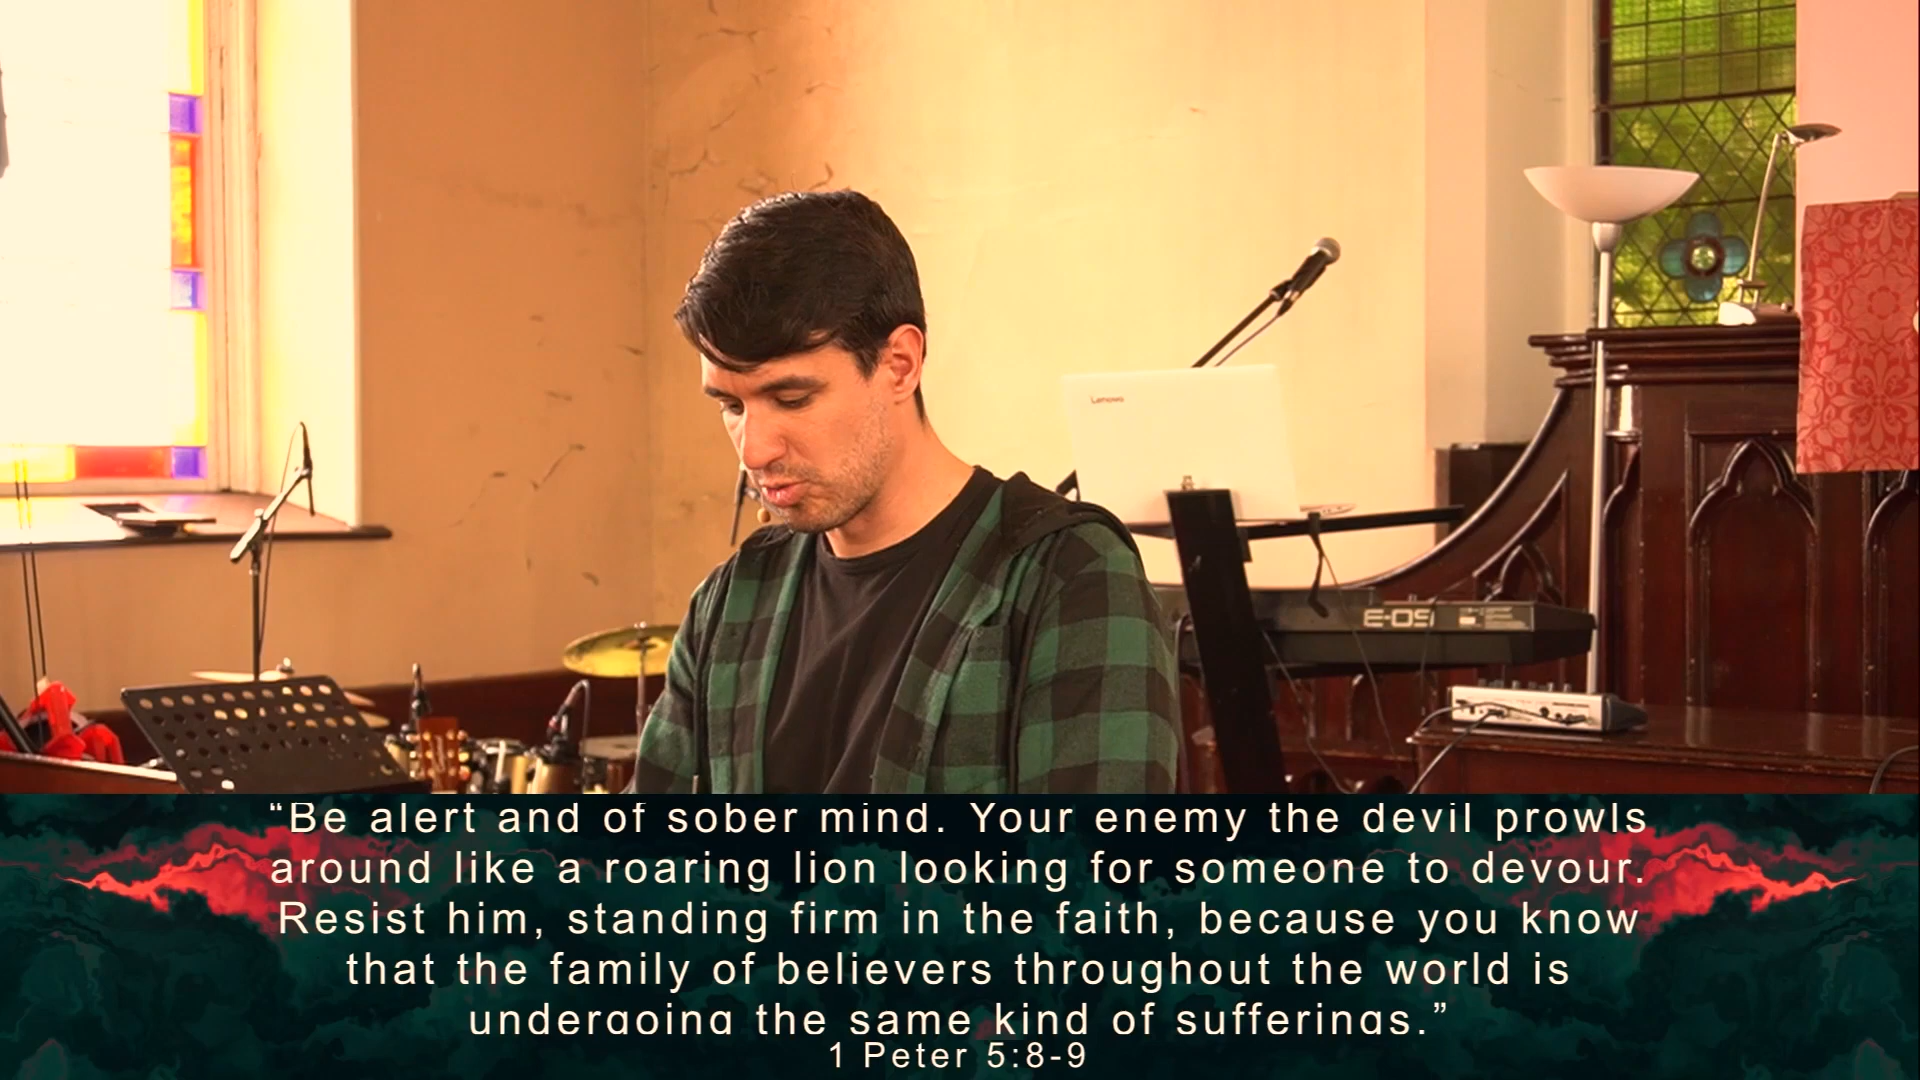 Lenovo
E-09
“Be alert and of sober mind. Your enemy the devil prowls
around like a roaring lion looking for someone to devour.
Resist him, standing firm in the faith, because you know
that the family of believers throughout the world is
undergoing the same kind of sufferings.”
1 Peter 5:8-9